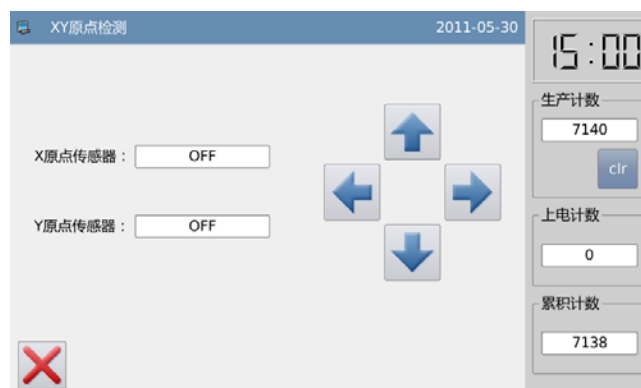 XY原点检测 2011-05-30
15:00
生产计数
7140
clr
X原点传感器： OFF
Y原点传感器： OFF
上电计数
0
累积计数
7138